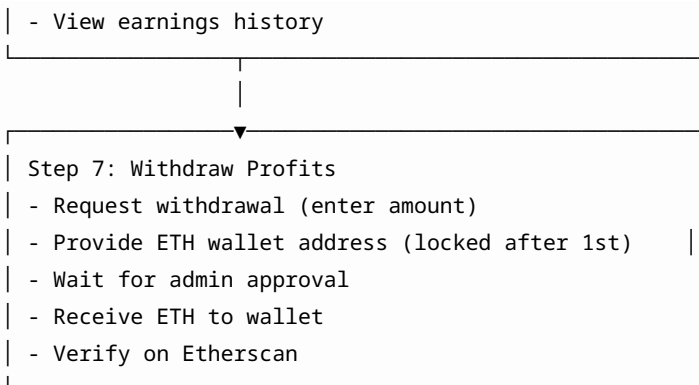 - View earnings history
Step 7: Withdraw Profits
- Request withdrawal (enter amount)
- Provide ETH wallet address (locked after 1st)
- Wait for admin approval
- Receive ETH to wallet
- Verify on Etherscan